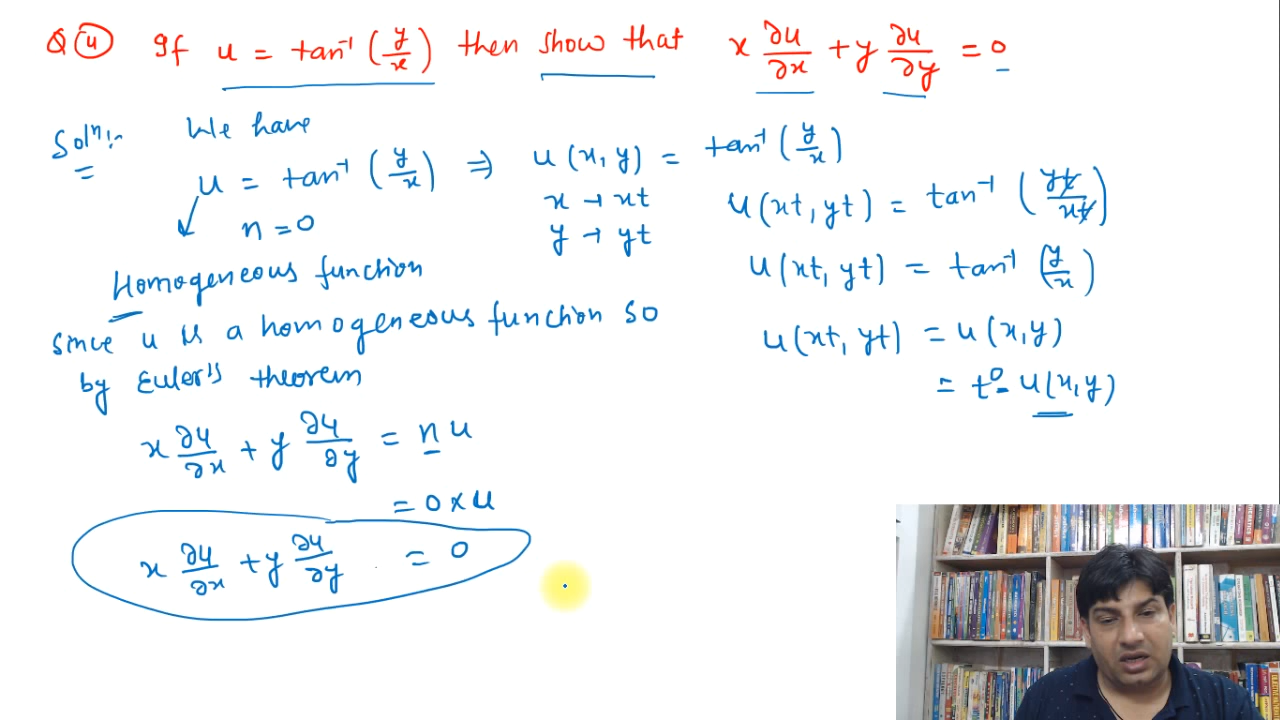 Q ④ If u = tan⁻¹ (y/x) then show that x ∂u/∂x + y ∂u/∂y = 0
Solⁿ:- We have
u = tan⁻¹ (y/x) ⇒ u(x, y) = tan⁻¹ (y/x)
n = 0
x → xt
y → yt
u(xt, yt) = tan⁻¹ (yt/xt)
u(xt, yt) = tan⁻¹ (y/x)
u(xt, yt) = u(x,y)
= t⁰ u(x,y)
Homogeneous function
Since u is a homogeneous function so
by Euler's theorem
x ∂u/∂x + y ∂u/∂y = n u
= 0 × u
x ∂u/∂x + y ∂u/∂y = 0